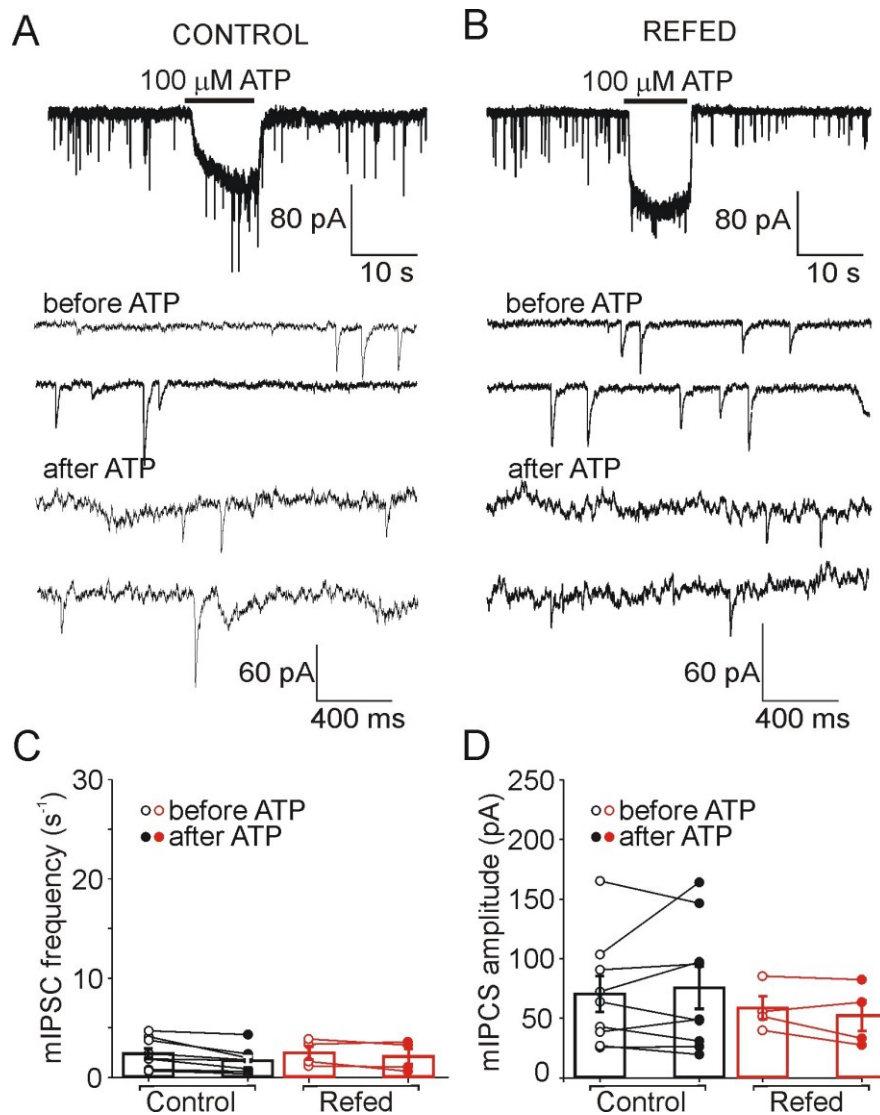 A
CONTROL
100 µM ATP
80 pA
10 s
before ATP
after ATP
60 pA
400 ms
B
REFED
100 µM ATP
80 pA
10 s
before ATP
after ATP
60 pA
400 ms
C
mIPSC frequency (s⁻¹)
30
20
10
0
before ATP
after ATP
Control
Refed
D
mIPCS amplitude (pA)
250
200
150
100
50
0
before ATP
after ATP
Control
Refed